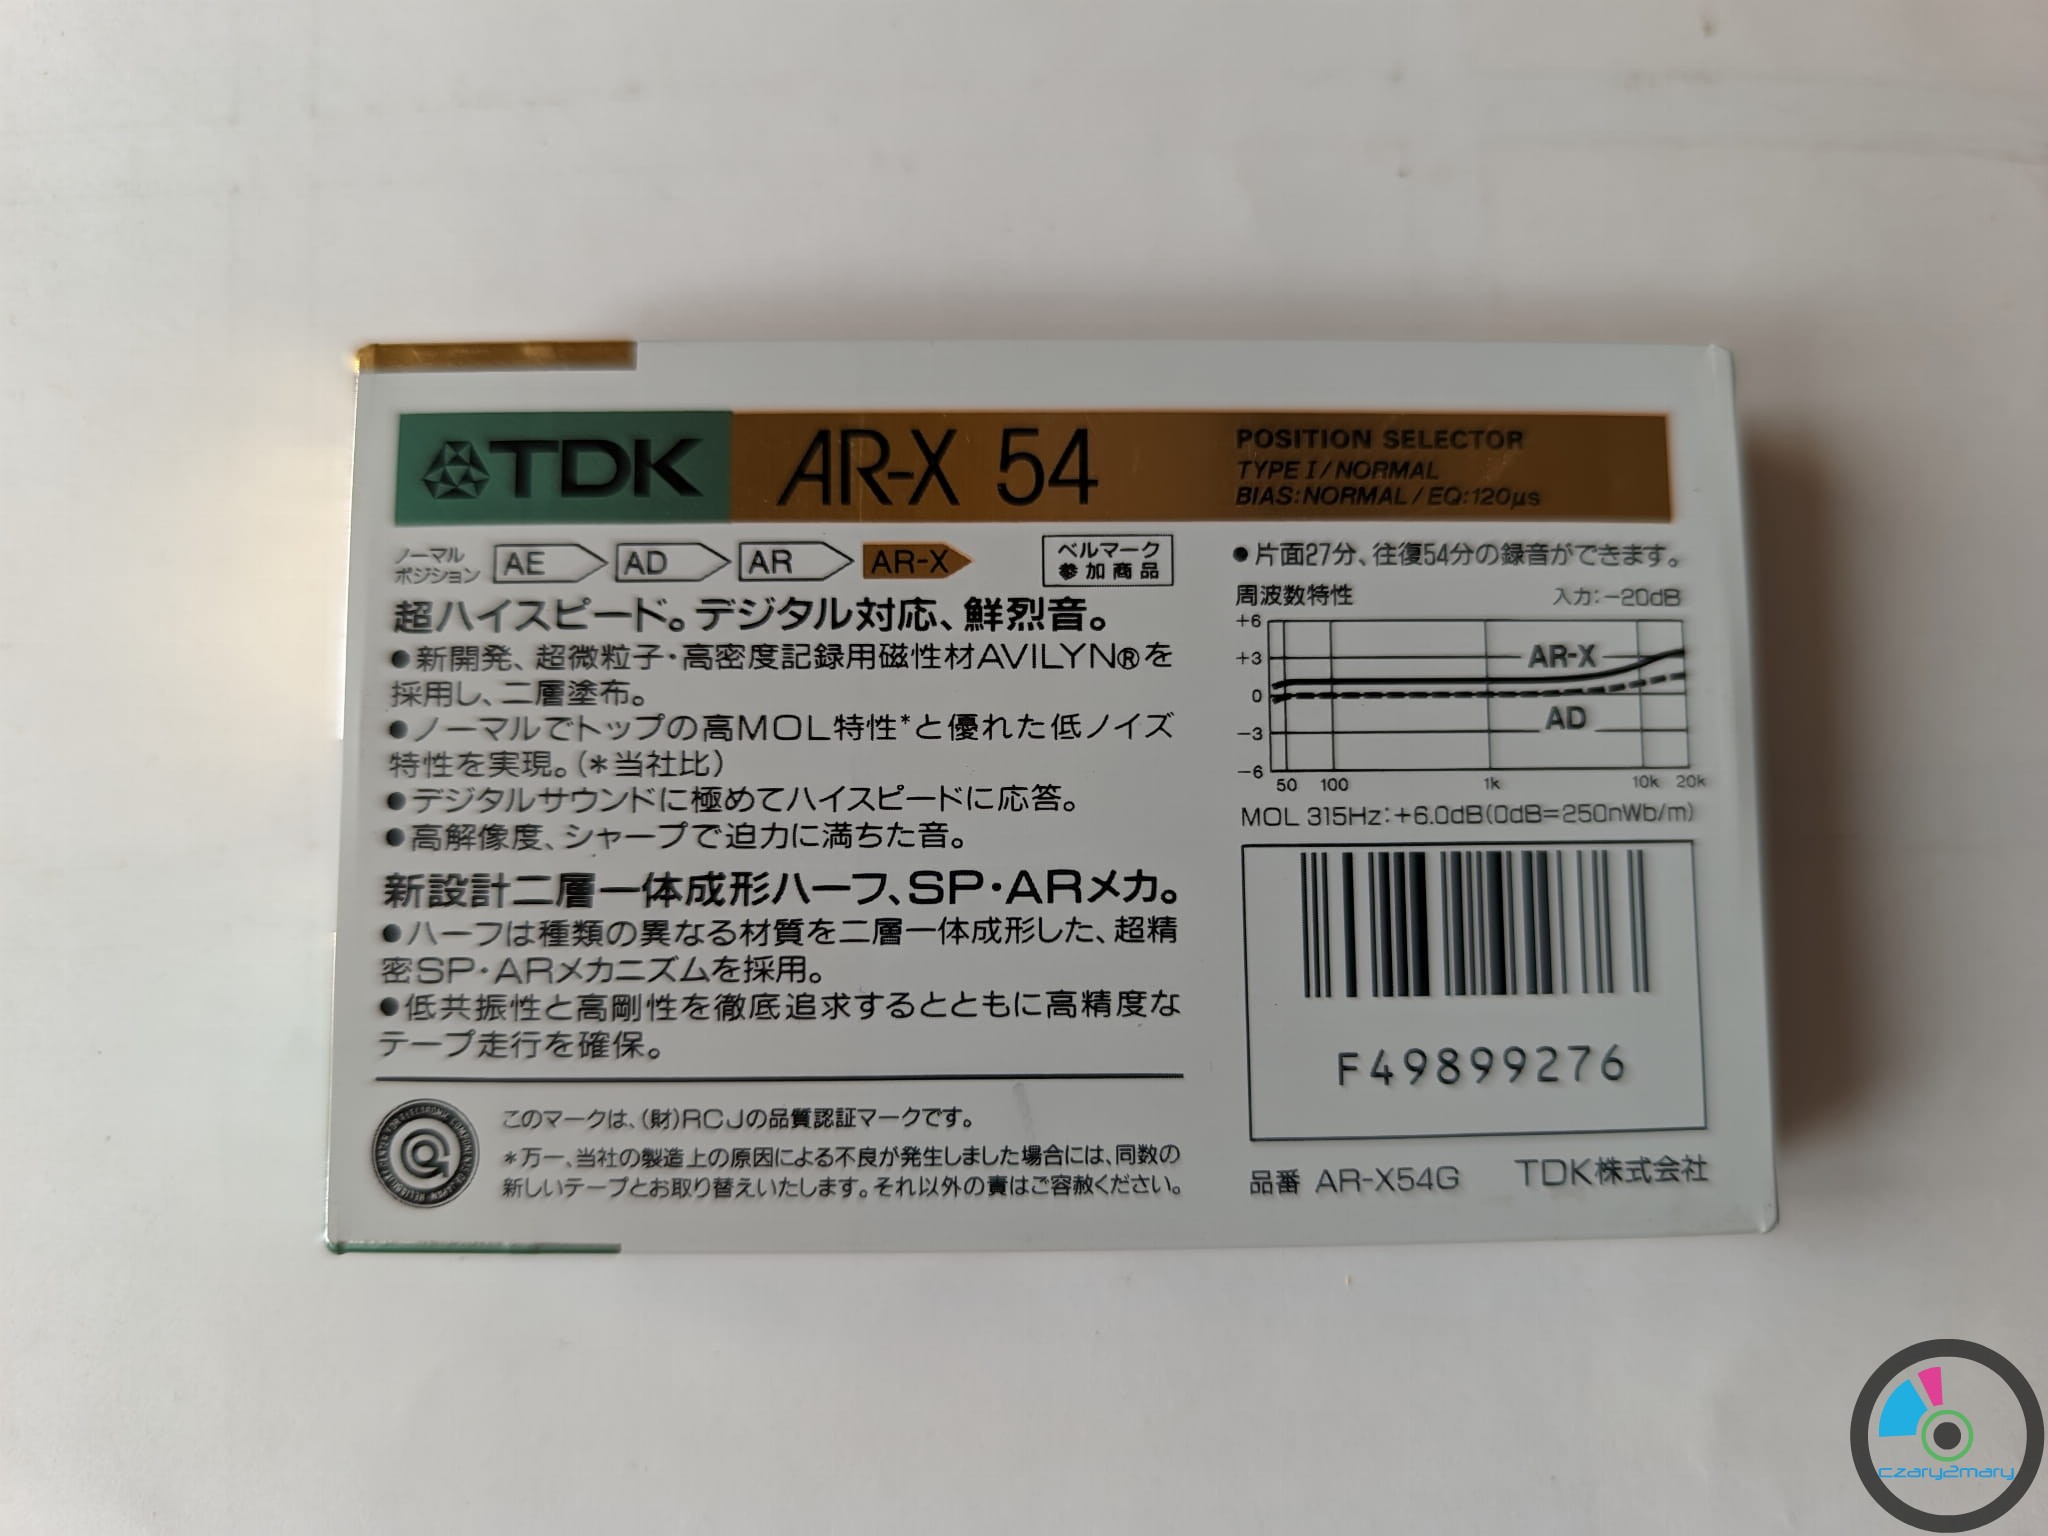 TDK AR-X 54
POSITION SELECTOR
TYPE I/NORMAL
BIAS:NORMAL/EQ:120μs
ノーマル
ポジション
AE AD AR AR-X
ベルマーク
参加商品
超ハイスピード。デジタル対応、鮮烈音。
●新開発、超微粒子・高密度記録用磁性材AVILYN®を
採用し、二層塗布。
●ノーマルでトップの高MOL特性*と優れた低ノイズ
特性を実現。(*当社比)
●デジタルサウンドに極めてハイスピードに応答。
●高解像度、シャープで迫力に満ちた音。
新設計二層一体成形ハーフ、SP・ARメカ。
●ハーフは種類の異なる材質を二層一体成形した、超精
密SP・ARメカニズムを採用。
●低共振性と高剛性を徹底追求するとともに高精度な
テープ走行を確保。
このマークは、(財)RCJの品質認証マークです。
*万一、当社の製造上の原因による不良が発生しました場合には、同数の
新しいテープとお取り替えいたします。それ以外の責はご容赦ください。
●片面27分、往復54分の録音ができます。
周波数特性 入力:−20dB
+6
+3
0
−3
−6
AR-X
AD
50 100 1k 10k 20k
MOL 315Hz:+6.0dB(0dB=250nWb/m)
F49899276
品番 AR-X54G TDK株式会社
czary2mary